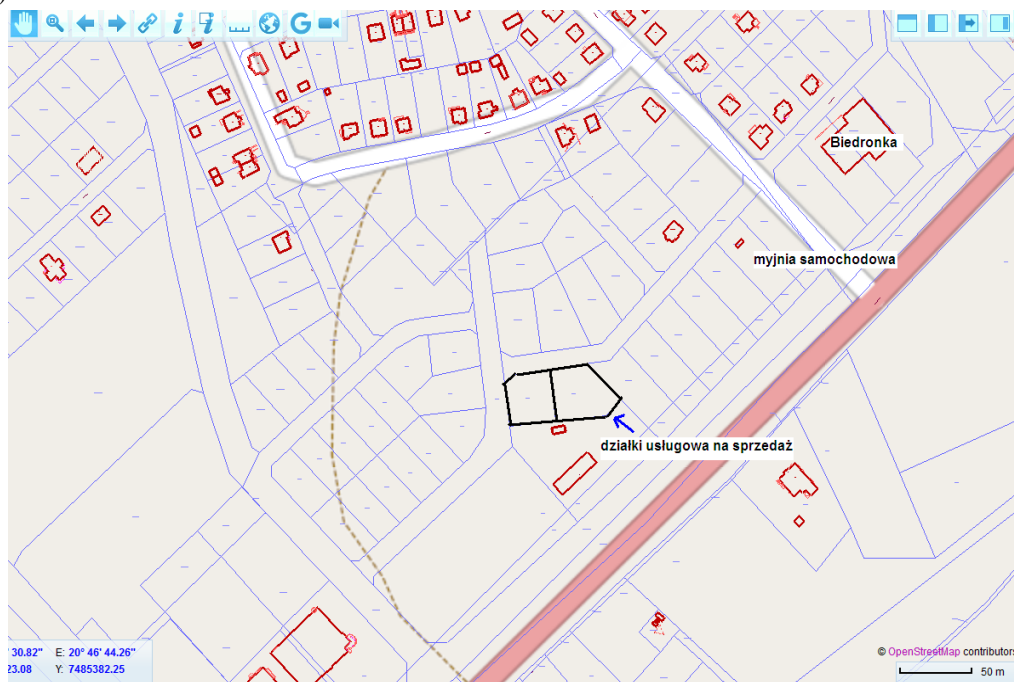 i
i
G
Biedronka
myjnia samochodowa
działki usługowa na sprzedaż
30.82" E: 20° 46' 44.26"
23.08 Y: 7485382.25
© OpenStreetMap contributors
50 m